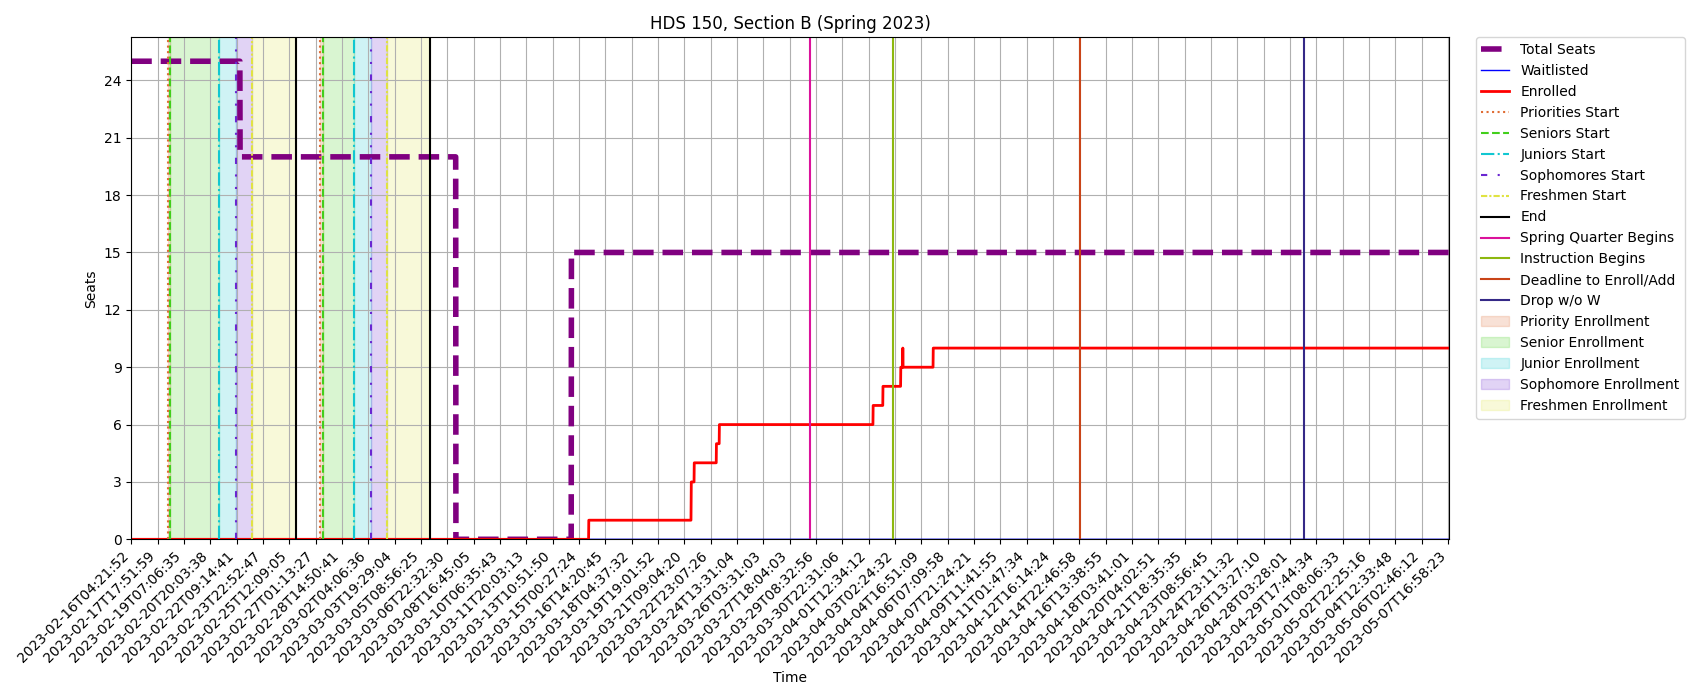 HDS 150, Section B (Spring 2023)
Seats
24
21
18
15
12
9
6
3
0
2023-02-16T04:21:52
2023-02-17T17:51:59
2023-02-19T07:06:35
2023-02-20T20:03:38
2023-02-22T09:14:41
2023-02-23T22:52:47
2023-02-25T12:09:05
2023-02-27T01:13:27
2023-02-28T14:50:41
2023-03-02T04:06:36
2023-03-03T19:29:04
2023-03-05T08:56:25
2023-03-06T22:32:30
2023-03-08T16:45:05
2023-03-10T06:35:43
2023-03-11T20:03:13
2023-03-13T10:51:50
2023-03-15T00:27:24
2023-03-16T14:20:45
2023-03-18T04:37:32
2023-03-19T19:01:52
2023-03-21T09:04:20
2023-03-22T23:07:26
2023-03-24T13:31:04
2023-03-26T03:31:03
2023-03-27T18:04:03
2023-03-29T08:32:56
2023-03-30T22:31:06
2023-04-01T12:34:12
2023-04-03T02:24:32
2023-04-04T16:51:09
2023-04-06T07:09:58
2023-04-07T21:24:21
2023-04-09T11:41:55
2023-04-11T01:47:34
2023-04-12T16:14:24
2023-04-14T22:46:58
2023-04-16T13:38:55
2023-04-18T03:41:01
2023-04-20T04:02:51
2023-04-21T18:35:35
2023-04-23T08:56:45
2023-04-24T23:11:32
2023-04-26T13:27:10
2023-04-28T03:28:01
2023-04-29T17:44:34
2023-05-01T08:06:33
2023-05-02T22:25:16
2023-05-04T12:33:48
2023-05-06T02:46:12
2023-05-07T16:58:23
Time
Total Seats
Waitlisted
Enrolled
Priorities Start
Seniors Start
Juniors Start
Sophomores Start
Freshmen Start
End
Spring Quarter Begins
Instruction Begins
Deadline to Enroll/Add
Drop w/o W
Priority Enrollment
Senior Enrollment
Junior Enrollment
Sophomore Enrollment
Freshmen Enrollment